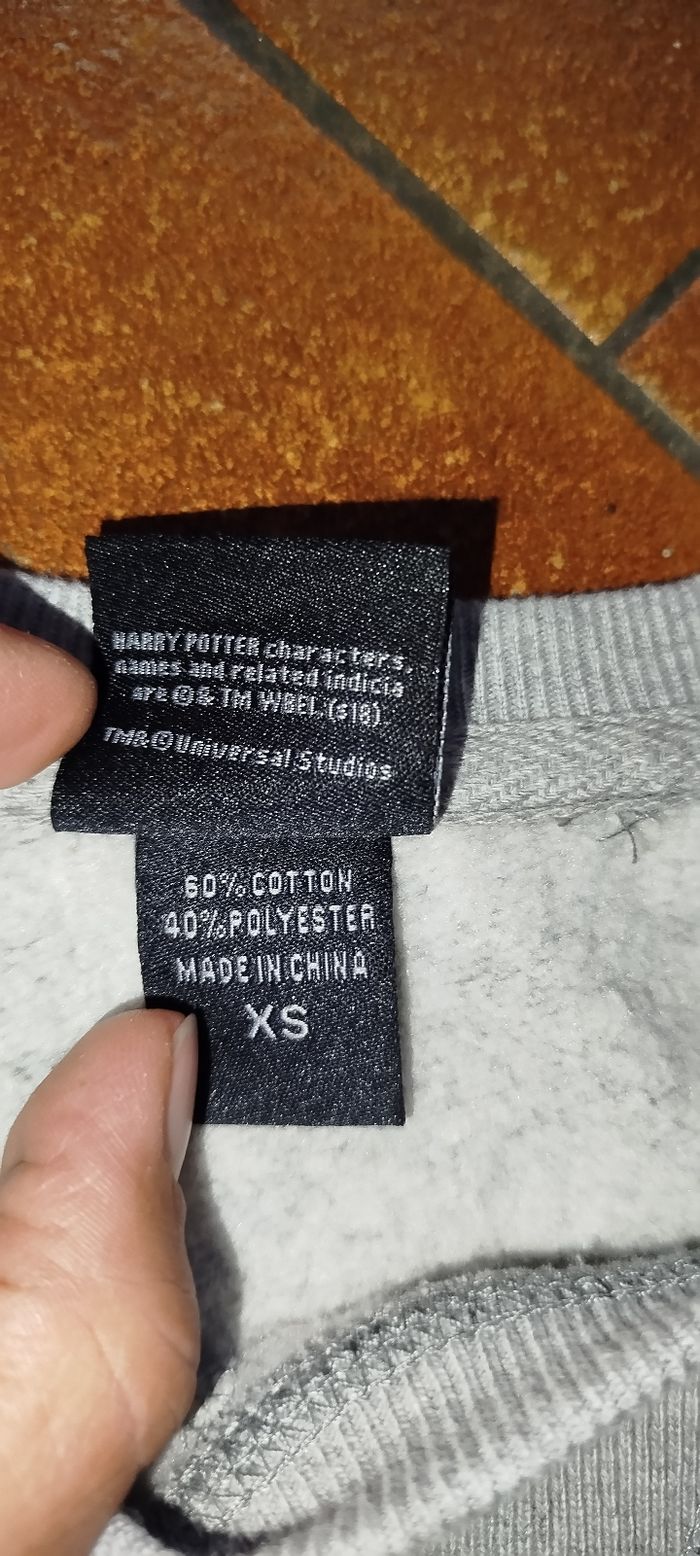 HARRY POTTER characters,
names and related indicia
are © & TM WBEI. (s18)
TM & © Universal Studios
60% COTTON
40% POLYESTER
MADE IN CHINA
XS